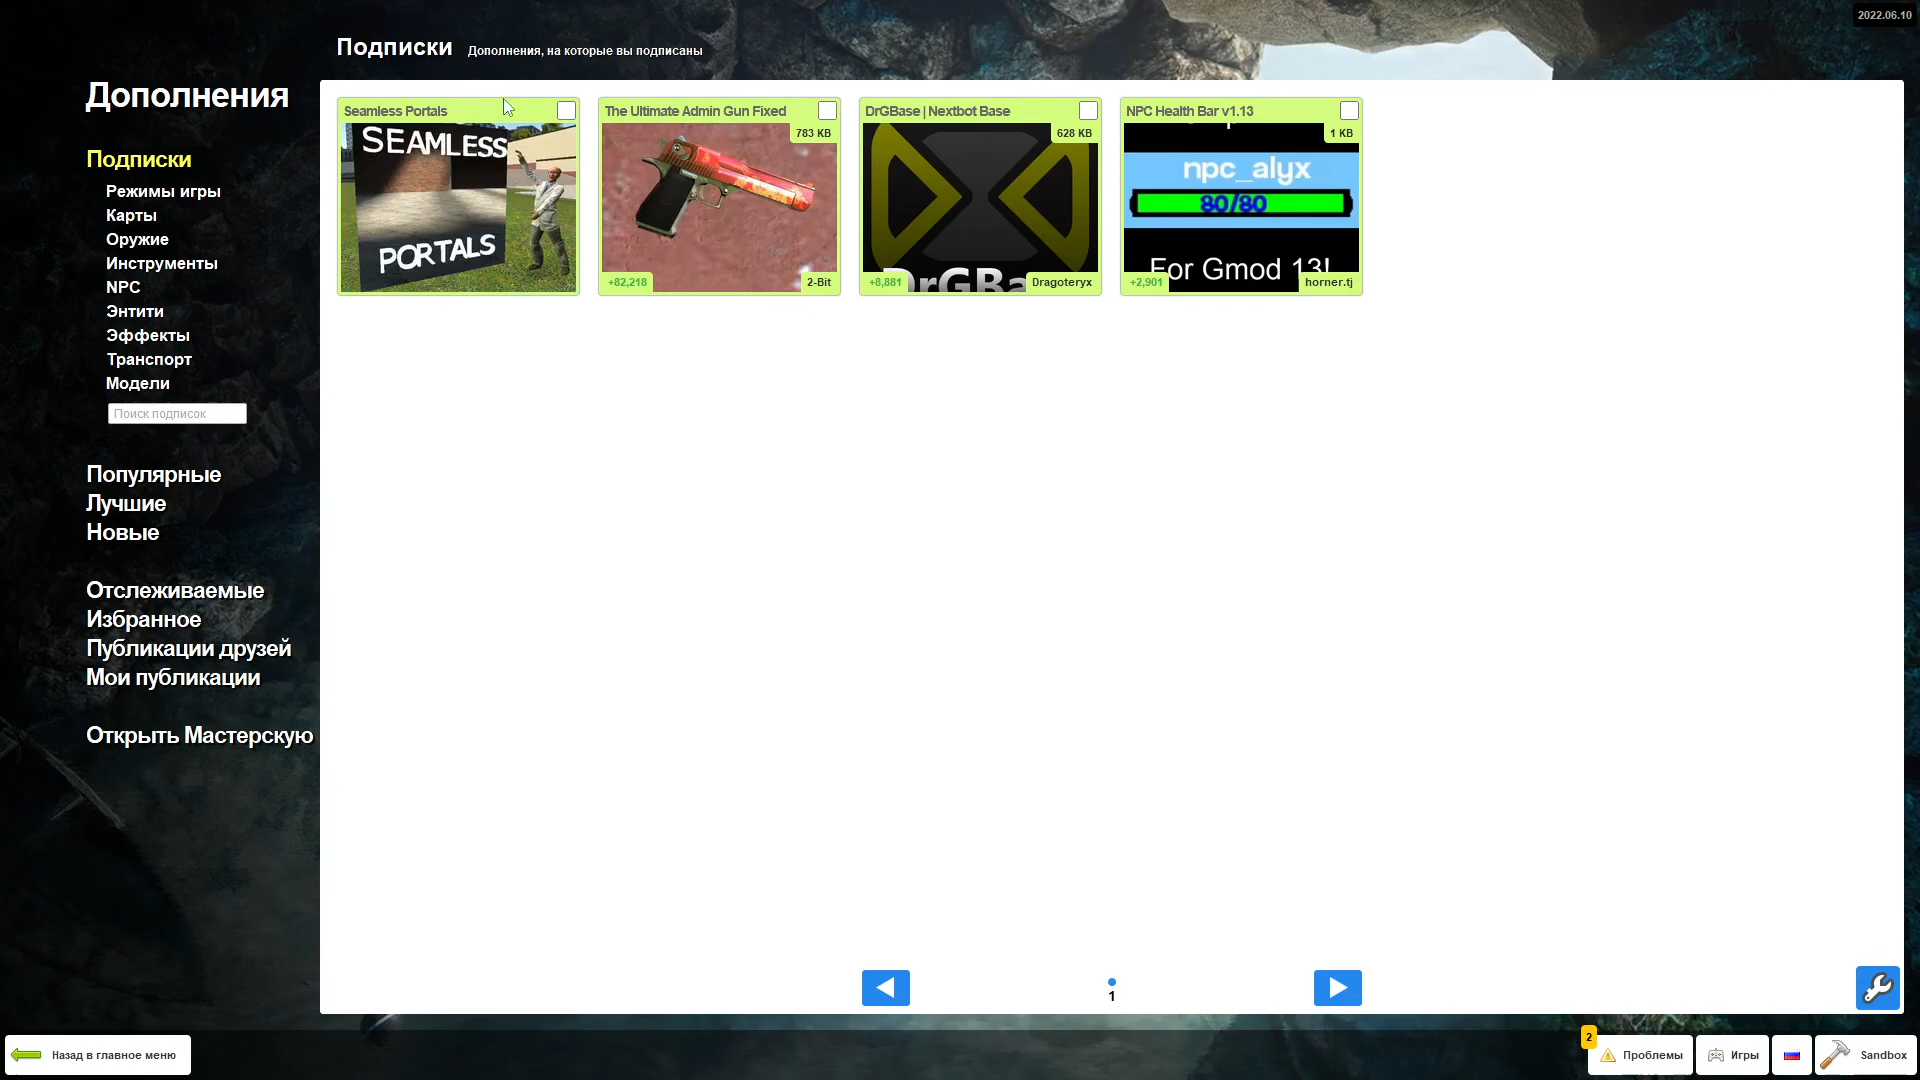 2022.06.10
Подписки Дополнения, на которые вы подписаны
Дополнения
Подписки
Режимы игры
Карты
Оружие
Инструменты
NPC
Энтити
Эффекты
Транспорт
Модели
Поиск подписок
Популярные
Лучшие
Новые
Отслеживаемые
Избранное
Публикации друзей
Мои публикации
Открыть Мастерскую
Seamless Portals
SEAMLESS
PORTALS
The Ultimate Admin Gun Fixed
783 KB
+82,218
2-Bit
DrGBase | Nextbot Base
628 KB
+8,881
Dragoteryx
NPC Health Bar v1.13
1 KB
npc_alyx
80/80
For Gmod 13!
+2,901
horner.tj
1
Назад в главное меню
2
Проблемы
Игры
Sandbox